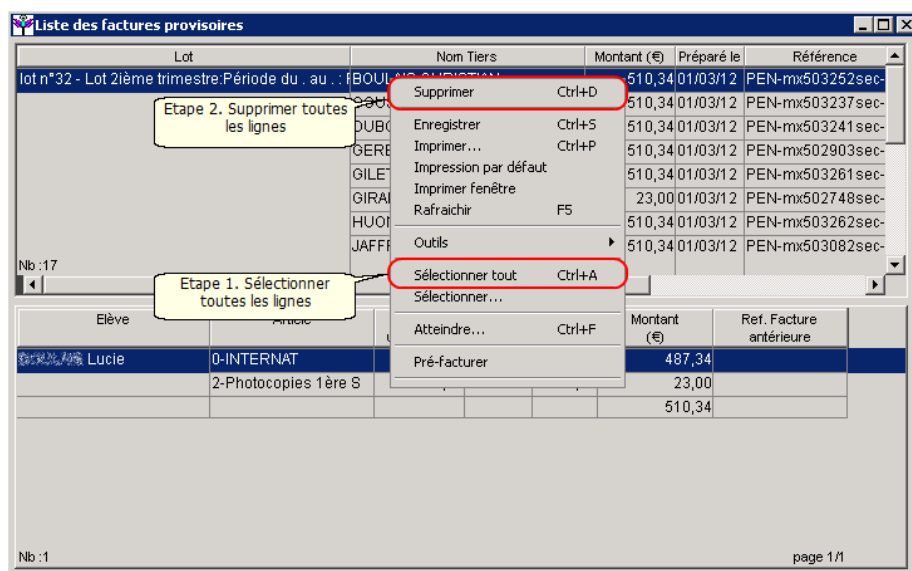 Liste des factures provisoires
Lot Nom Tiers Montant (€) Préparé le Référence
lot n°32 - Lot 2ième trimestre:Période du . au . : 510,34 01/03/12 PEN-mx503252sec-
510,34 01/03/12 PEN-mx503237sec-
DUBO 510,34 01/03/12 PEN-mx503241sec-
GERE 510,34 01/03/12 PEN-mx502903sec-
GILET 510,34 01/03/12 PEN-mx503261sec-
GIRA 23,00 01/03/12 PEN-mx502748sec-
HUON 510,34 01/03/12 PEN-mx503262sec-
JAFF 510,34 01/03/12 PEN-mx503082sec-
Nb :17
Etape 2. Supprimer toutes
les lignes
Etape 1. Sélectionner
toutes les lignes
Supprimer Ctrl+D
Enregistrer Ctrl+S
Imprimer... Ctrl+P
Impression par défaut
Imprimer fenêtre
Rafraichir F5
Outils
Sélectionner tout Ctrl+A
Sélectionner...
Atteindre... Ctrl+F
Pré-facturer
Elève Article Montant Ref. Facture
(€) antérieure
Lucie 0-INTERNAT 487,34
2-Photocopies 1ère S 23,00
510,34
Nb :1 page 1/1